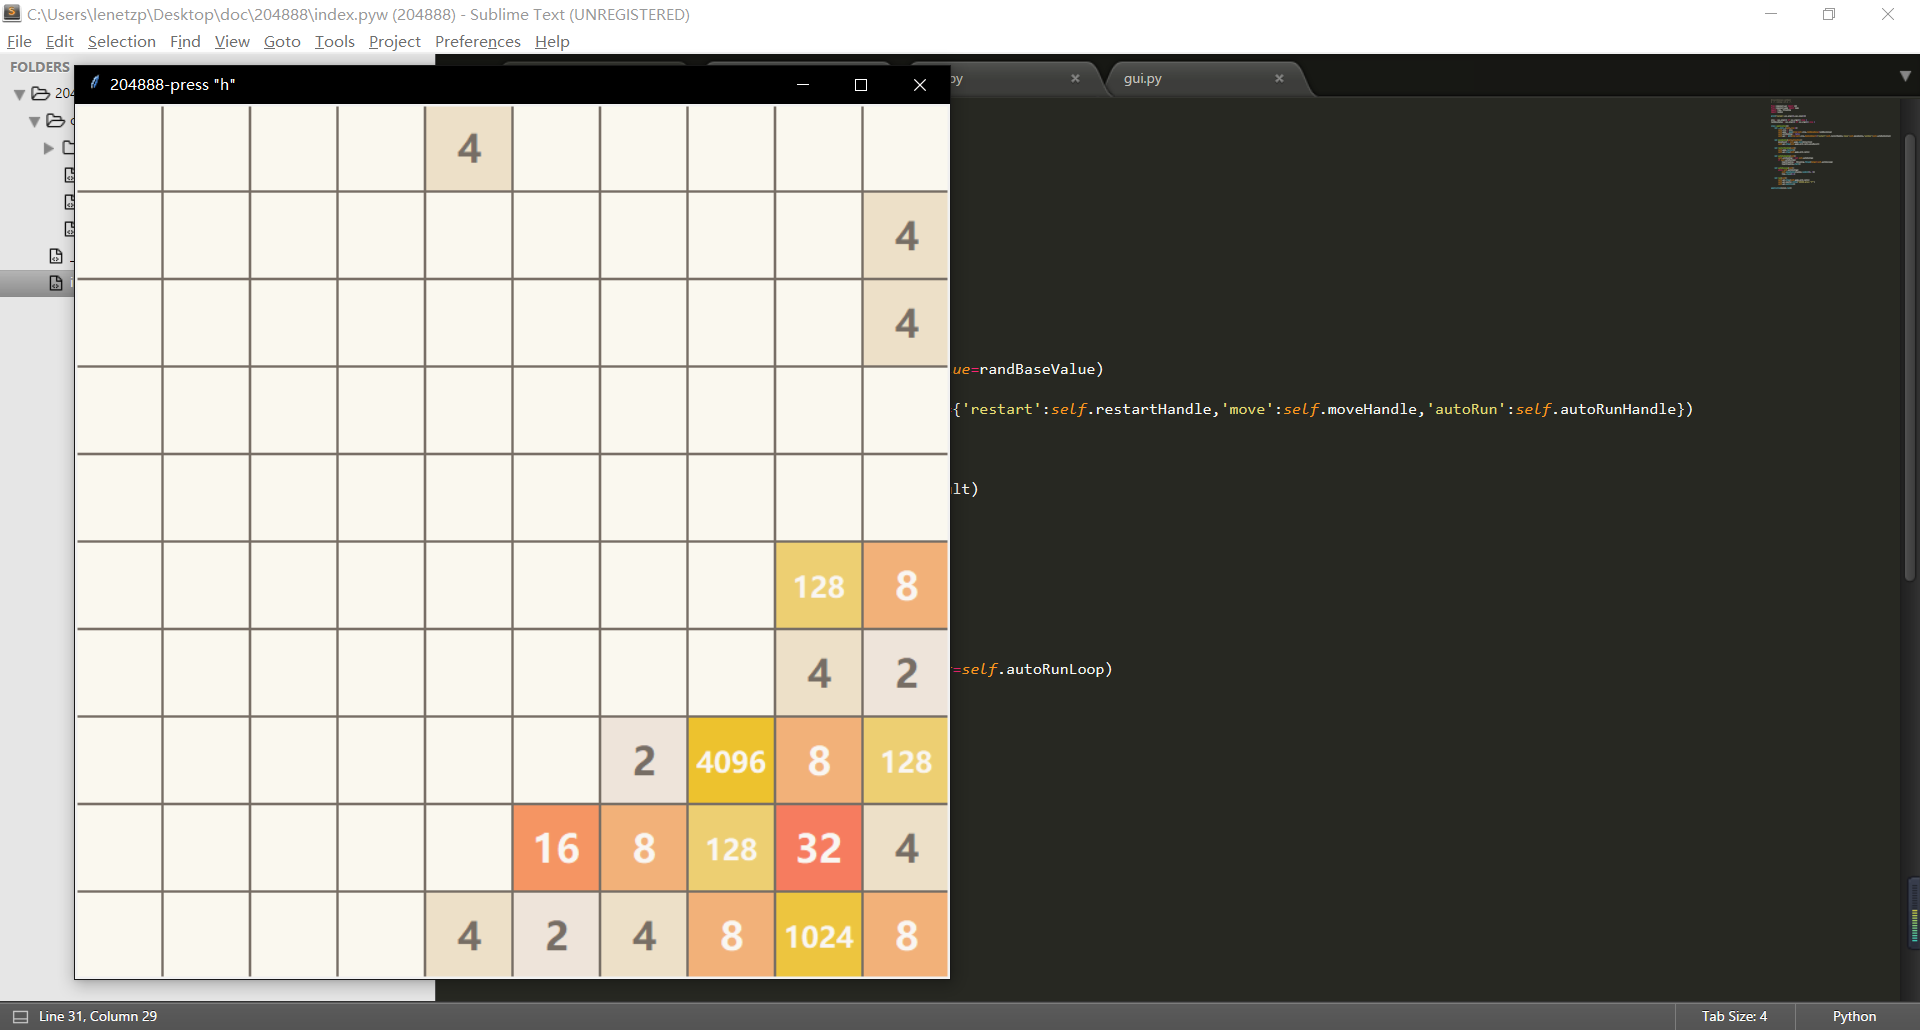 C:\Users\lenetzp\Desktop\doc\204888\index.pyw (204888) - Sublime Text (UNREGISTERED)
File Edit Selection Find View Goto Tools Project Preferences Help
FOLDERS
204888-press "h"
gui.py
4
4
4
ue=randBaseValue)
{'restart':self.restartHandle,'move':self.moveHandle,'autoRun':self.autoRunHandle})
lt)
128 8
4 2
=self.autoRunLoop)
2 4096 8 128
16 8 128 32 4
4 2 4 8 1024 8
Line 31, Column 29
Tab Size: 4
Python